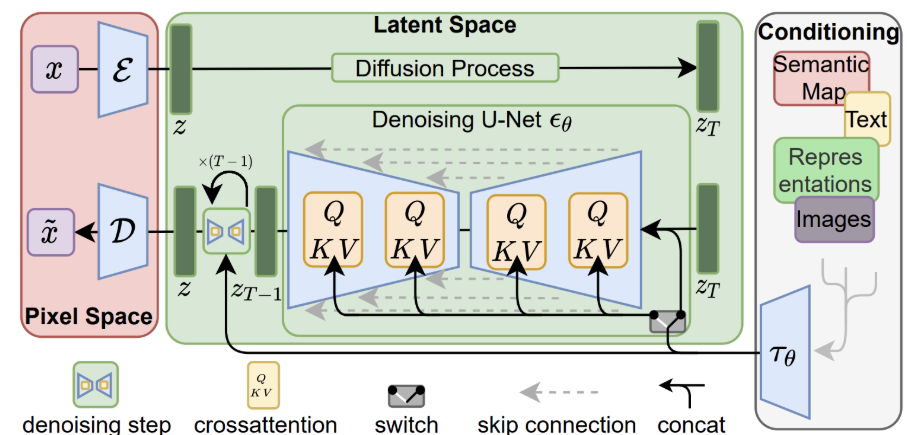 Latent Space
Conditioning
x
ℰ
z
Diffusion Process
z_T
Semantic
Map
Text
Repres
entations
Images
Denoising U-Net ϵ_θ
×(T−1)
Q
KV
Q
KV
Q
KV
Q
KV
x̃
𝒟
z
z_{T−1}
z_T
Pixel Space
τ_θ
Q
KV
denoising step
crossattention
switch
skip connection
concat